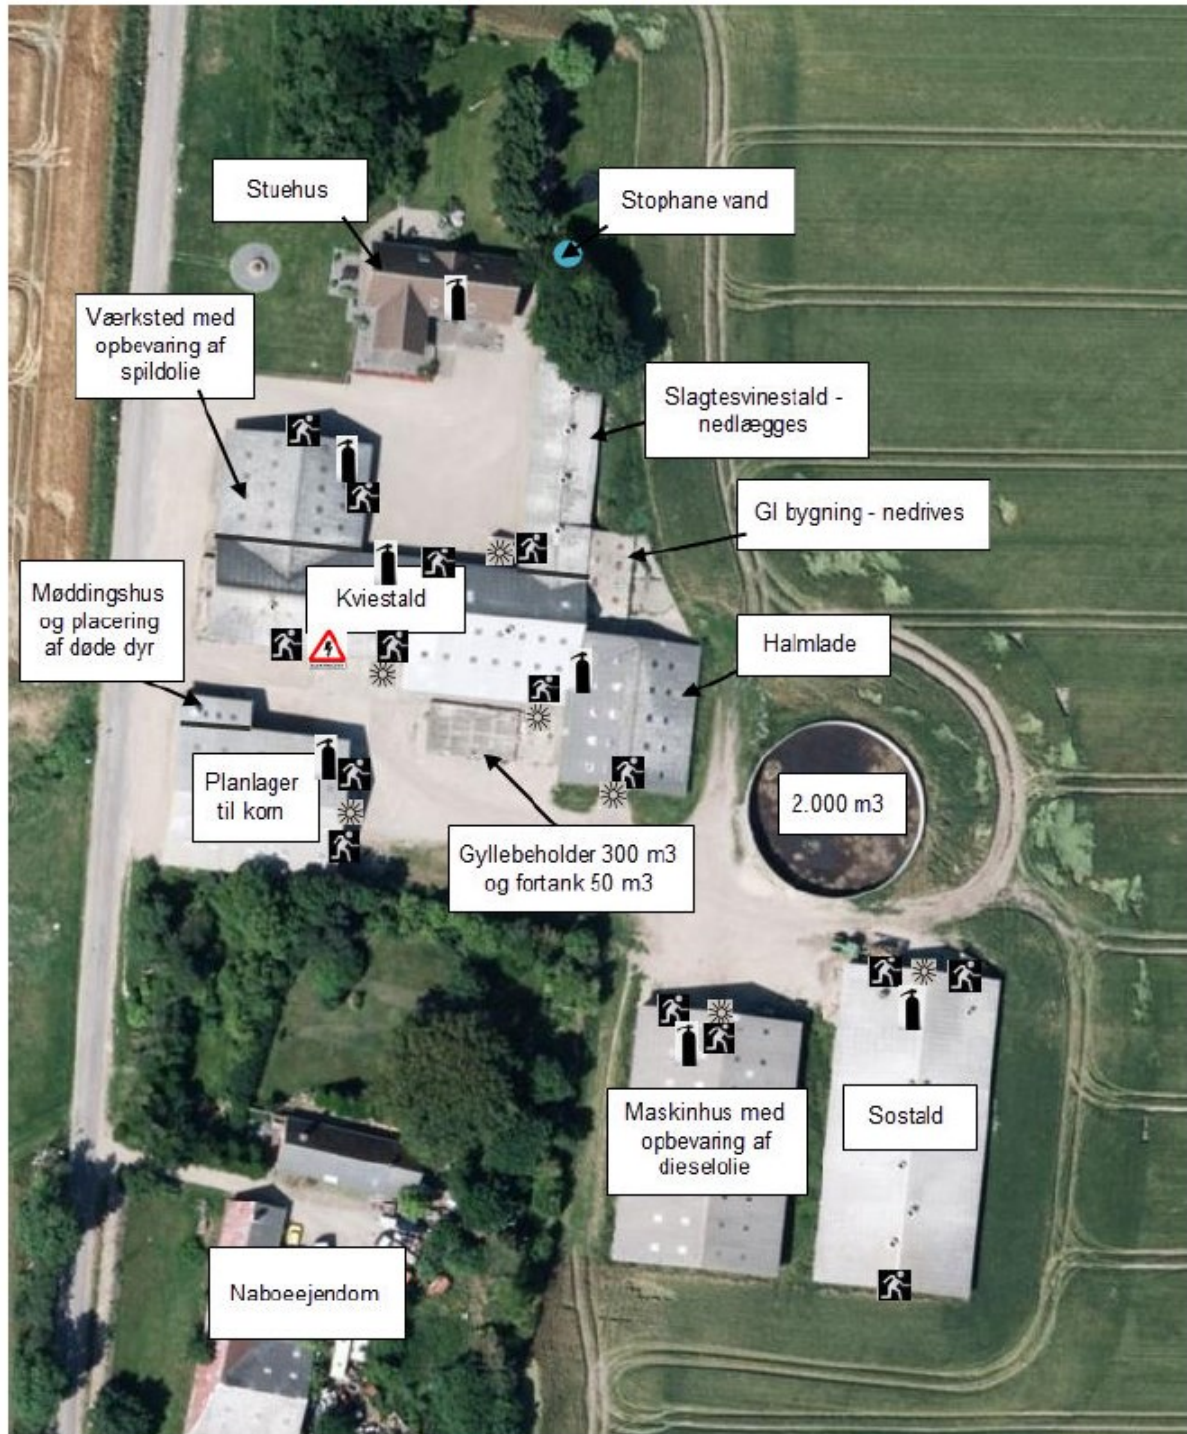 Stuehus
Stophane vand
Værksted med
opbevaring af
spildolie
Slagtesvinestald -
nedlægges
Gl bygning - nedrives
Møddingshus
og placering
af døde dyr
Kviestald
Halmlade
Planlager
til korn
2.000 m3
Gyllebeholder 300 m3
og fortank 50 m3
Maskinhus med
opbevaring af
dieselolie
Sostald
Naboeejendom